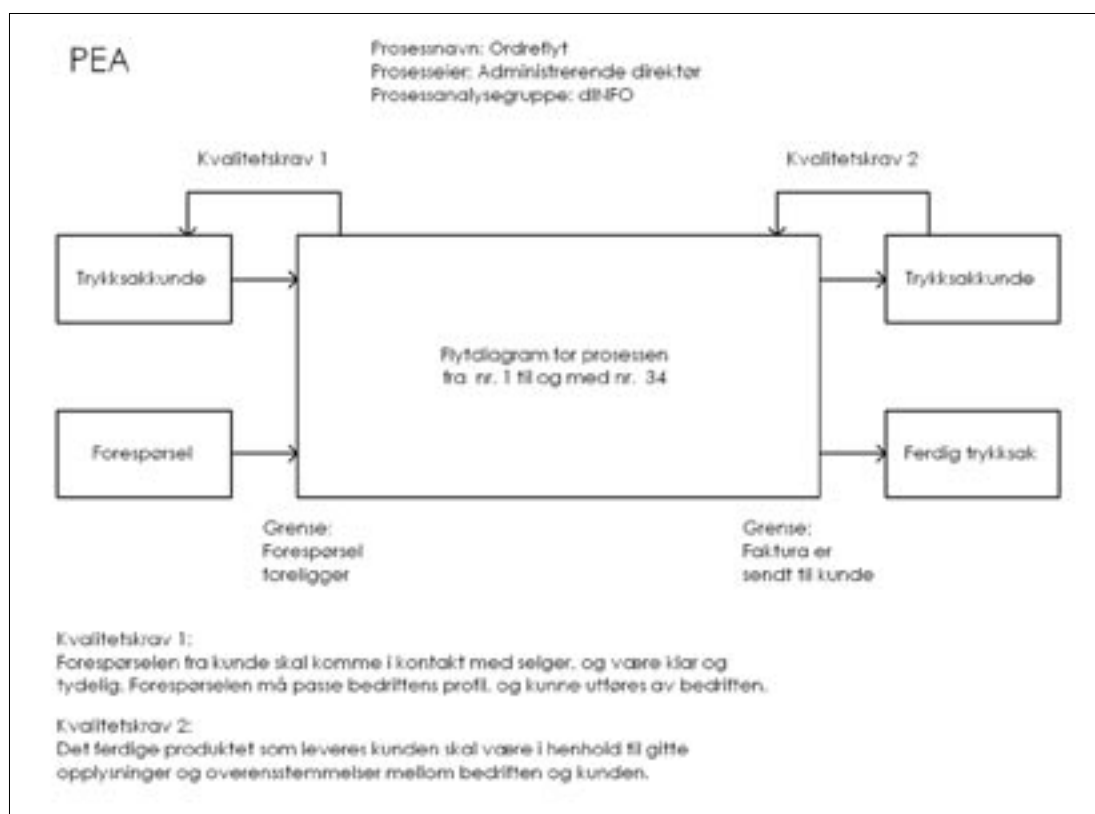 PEA
Prosessnavn: Ordreflyt
Prosesseier: Administrerende direktør
Prosessanalysegruppe: dINFO
Kvalitetskrav 1
Kvalitetskrav 2
Trykksakkunde
Trykksakkunde
Flytdiagram for prosessen
fra nr. 1 til og med nr. 34
Forespørsel
Ferdig trykksak
Grense:
Forespørsel
foreligger
Grense:
Faktura er
sendt til kunde
Kvalitetskrav 1:
Forespørselen fra kunde skal komme i kontakt med selger, og være klar og
tydelig. Forespørselen må passe bedriftens profil, og kunne utføres av bedriften.
Kvalitetskrav 2:
Det ferdige produktet som leveres kunden skal være i henhold til gitte
opplysninger og overensstemmelser mellom bedriften og kunden.